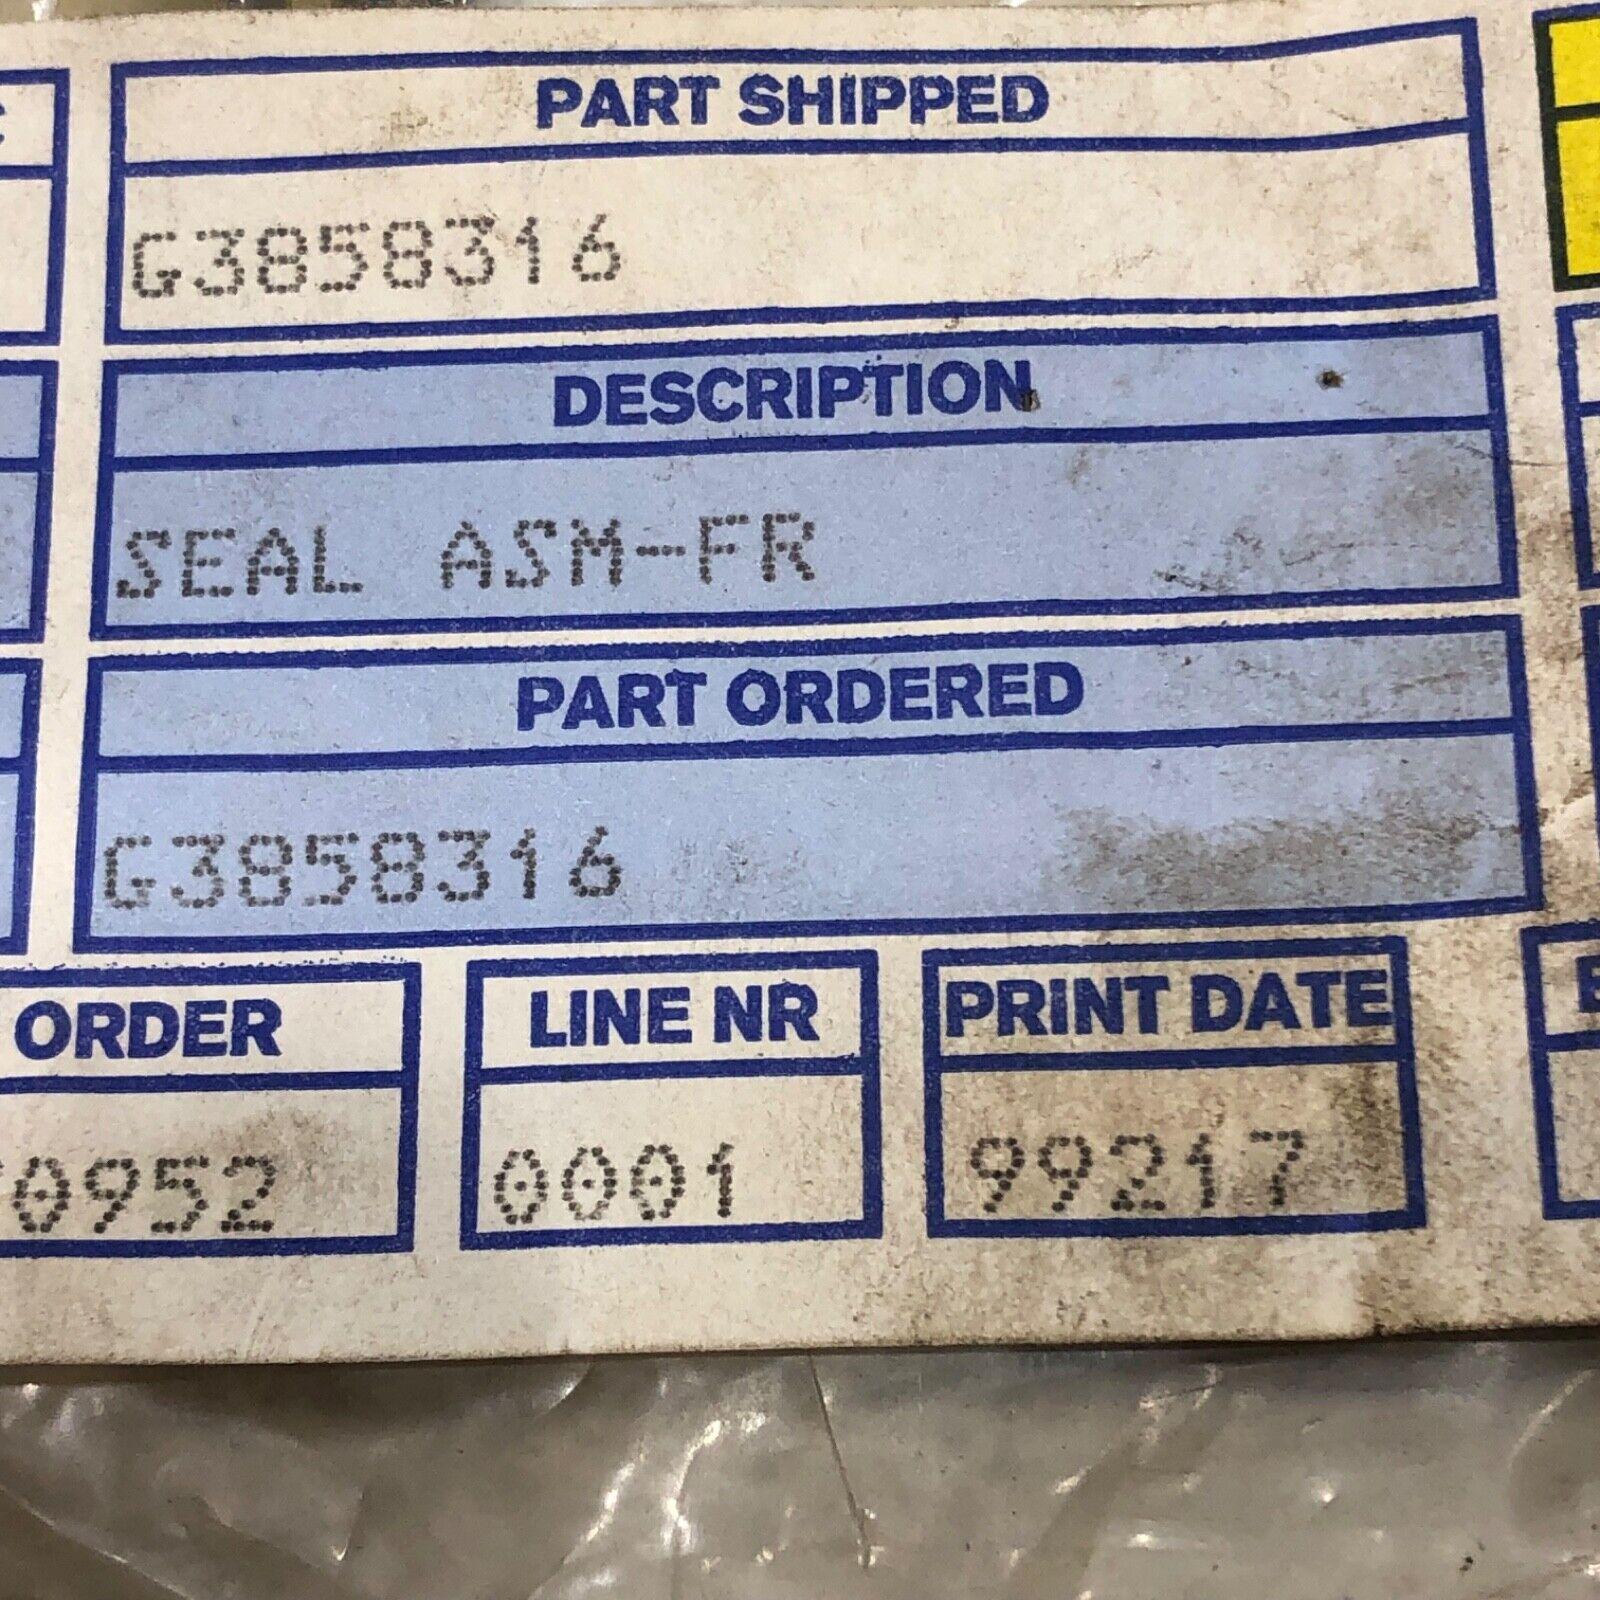 PART SHIPPED
G3858316
DESCRIPTION
SEAL ASM-FR
PART ORDERED
G3858316
ORDER
LINE NR
PRINT DATE
0952
0001
99217